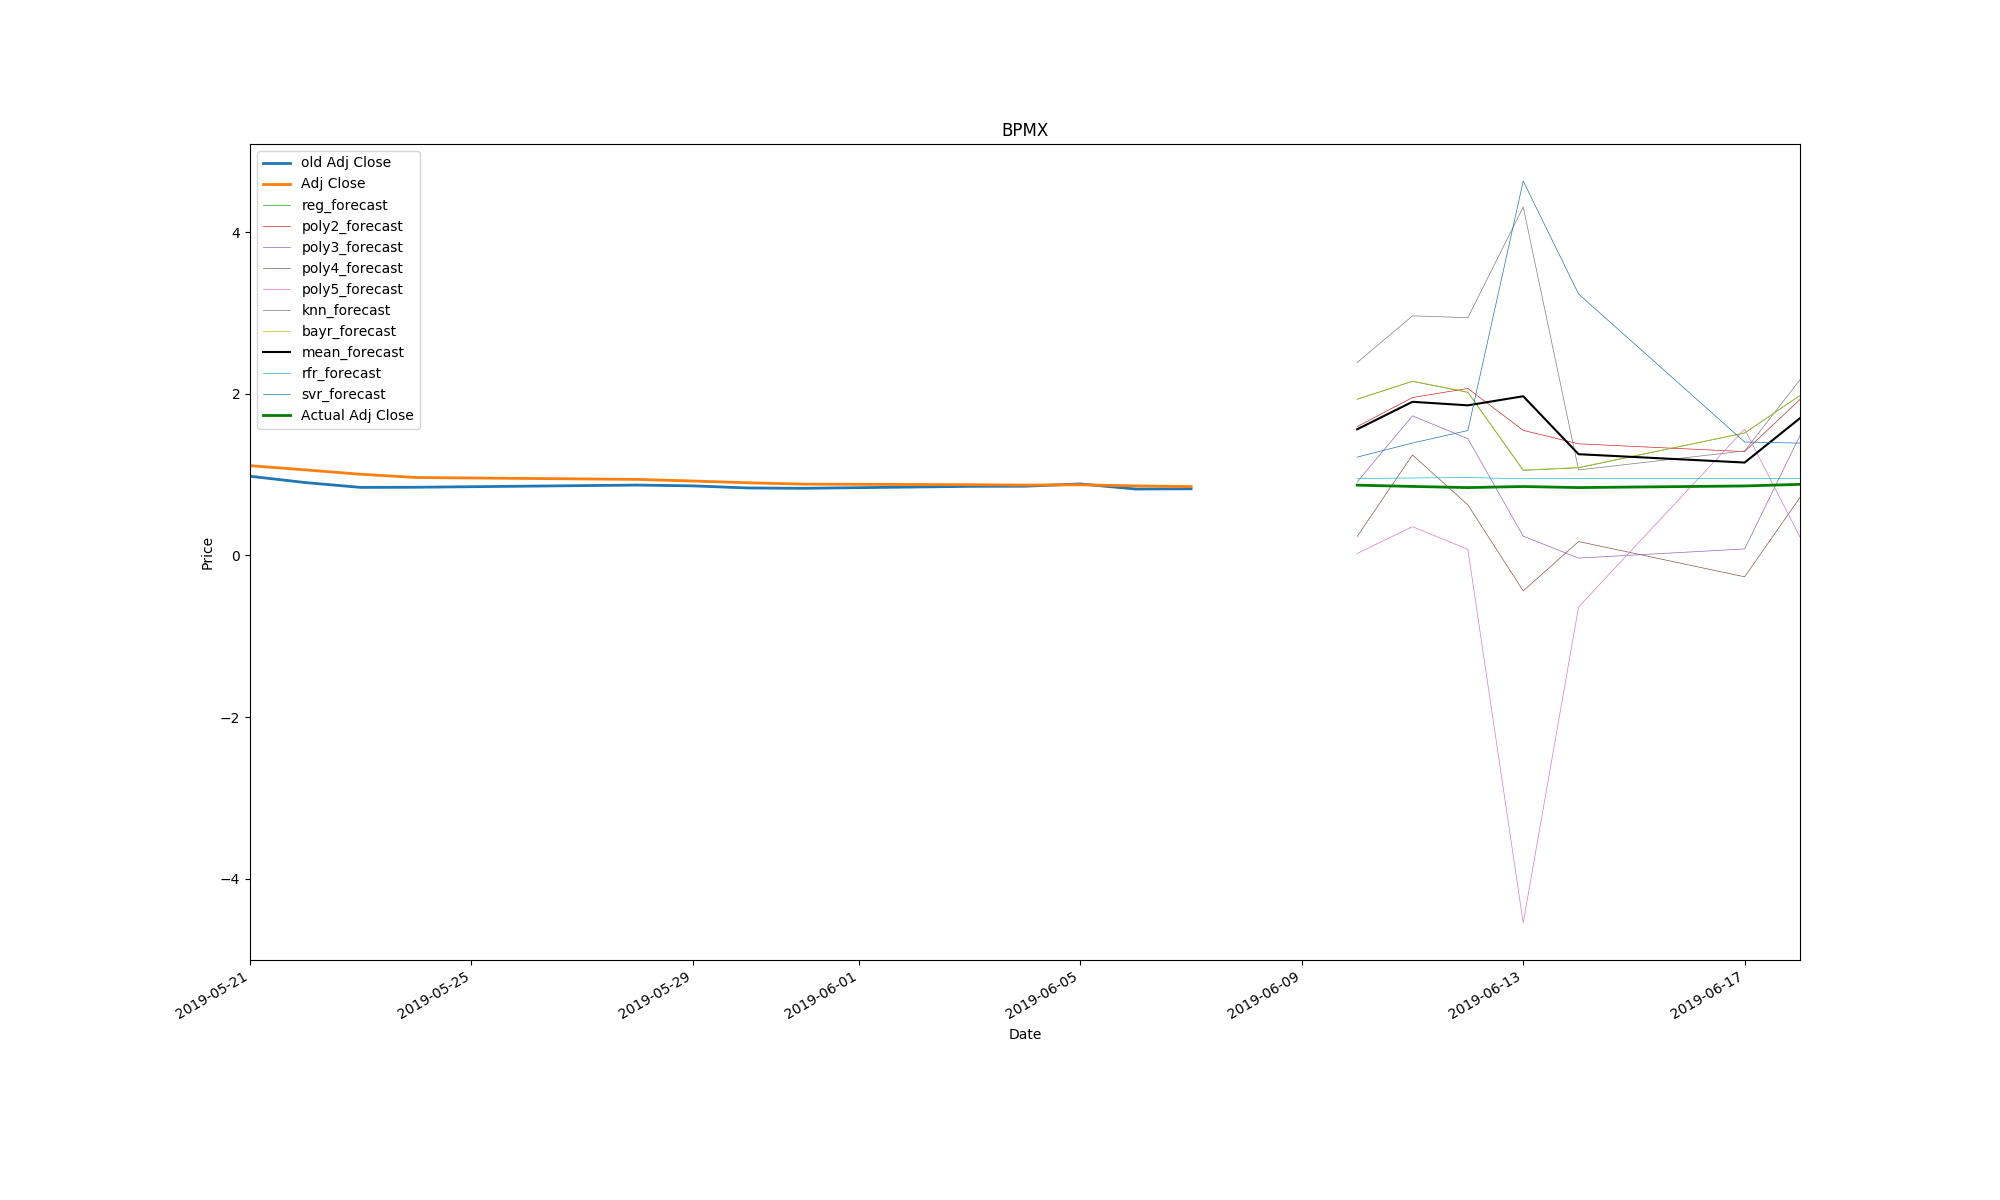 BPMX
old Adj Close
Adj Close
reg_forecast
poly2_forecast
poly3_forecast
poly4_forecast
poly5_forecast
knn_forecast
bayr_forecast
mean_forecast
rfr_forecast
svr_forecast
Actual Adj Close
4
2
0
−2
−4
Price
2019-05-21
2019-05-25
2019-05-29
2019-06-01
2019-06-05
2019-06-09
2019-06-13
2019-06-17
Date